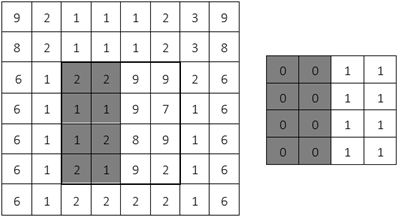 9 2 1 1 1 2 3 9
8 2 1 1 1 2 3 8
6 1 2 2 9 9 2 6
6 1 1 1 9 7 1 6
6 1 1 2 8 9 1 6
6 1 2 1 9 2 1 6
6 1 2 2 2 2 1 6
0 0 1 1
0 0 1 1
0 0 1 1
0 0 1 1